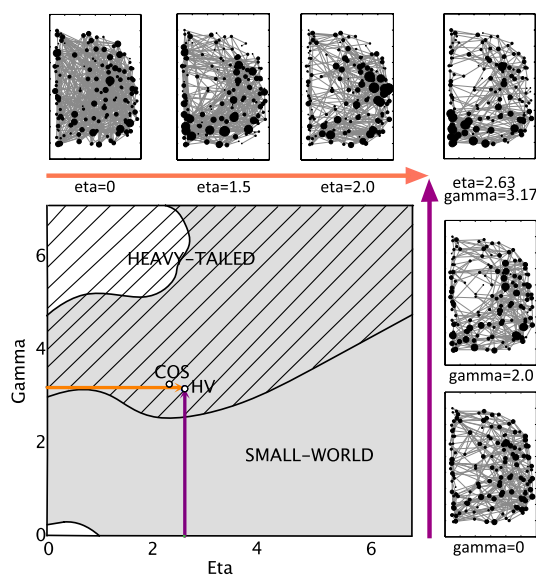 eta=0
eta=1.5
eta=2.0
eta=2.63
gamma=3.17
6
HEAVY-TAILED
gamma=2.0
4
COS
HV
Gamma
2
SMALL-WORLD
gamma=0
0
0
2
4
6
Eta